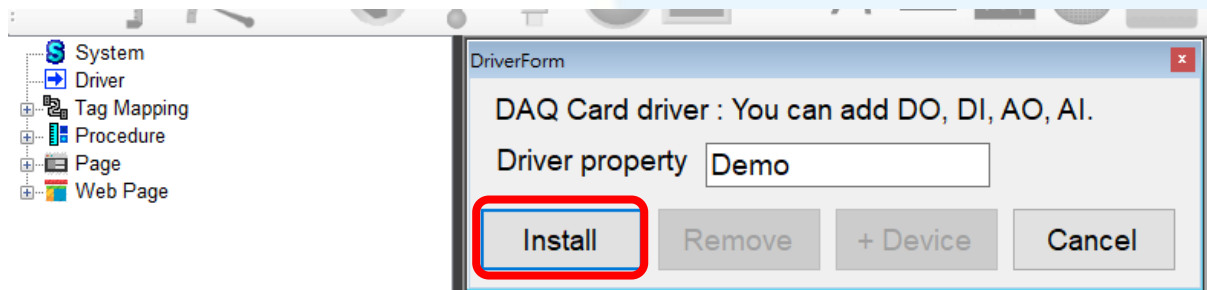 System
Driver
Tag Mapping
Procedure
Page
Web Page
DriverForm
x
DAQ Card driver : You can add DO, DI, AO, AI.
Driver property Demo
Install Remove + Device Cancel